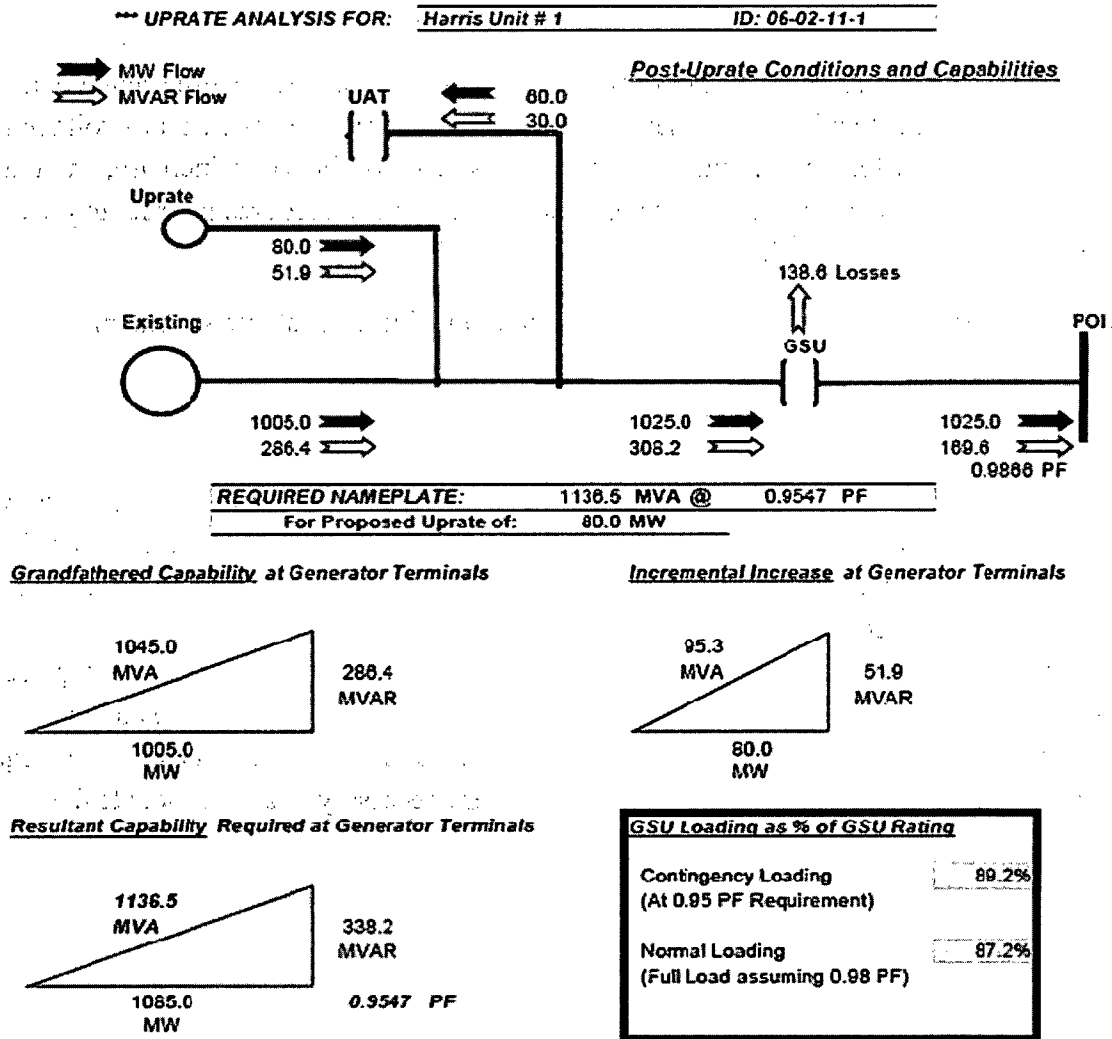 *** UPRATE ANALYSIS FOR: Harris Unit # 1 ID: 06-02-11-1
MW Flow
MVAR Flow
Post-Uprate Conditions and Capabilities
UAT
60.0
30.0
Uprate
80.0
51.9
138.6 Losses
Existing
GSU
POI
1005.0
286.4
1025.0
308.2
1025.0
169.6
0.9866 PF
REQUIRED NAMEPLATE: 1136.5 MVA @ 0.9547 PF
For Proposed Uprate of: 80.0 MW
Grandfathered Capability at Generator Terminals
1045.0
MVA
286.4
MVAR
1005.0
MW
Incremental Increase at Generator Terminals
95.3
MVA
51.9
MVAR
80.0
MW
Resultant Capability Required at Generator Terminals
1136.5
MVA
338.2
MVAR
1085.0
MW
0.9547 PF
GSU Loading as % of GSU Rating
Contingency Loading 89.2%
(At 0.95 PF Requirement)
Normal Loading 87.2%
(Full Load assuming 0.98 PF)